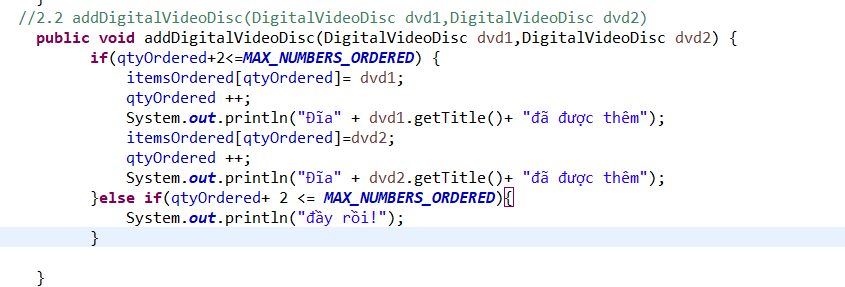 //2.2 addDigitalVideoDisc(DigitalVideoDisc dvd1,DigitalVideoDisc dvd2)
public void addDigitalVideoDisc(DigitalVideoDisc dvd1,DigitalVideoDisc dvd2) {
if(qtyOrdered+2<=MAX_NUMBERS_ORDERED) {
itemsOrdered[qtyOrdered]= dvd1;
qtyOrdered ++;
System.out.println("Đĩa" + dvd1.getTitle()+ "đã được thêm");
itemsOrdered[qtyOrdered]=dvd2;
qtyOrdered ++;
System.out.println("Đĩa" + dvd2.getTitle()+ "đã được thêm");
}else if(qtyOrdered+ 2 <= MAX_NUMBERS_ORDERED){
System.out.println("đầy rồi!");
}
}